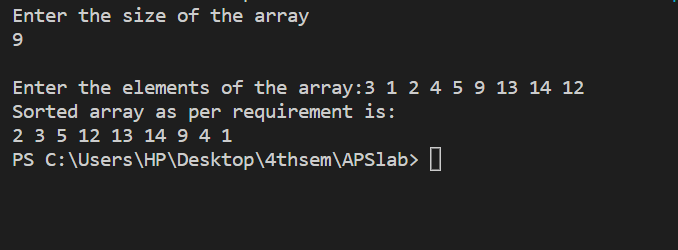 Enter the size of the array
9
Enter the elements of the array:3 1 2 4 5 9 13 14 12
Sorted array as per requirement is:
2 3 5 12 13 14 9 4 1
PS C:\Users\HP\Desktop\4thsem\APSlab>